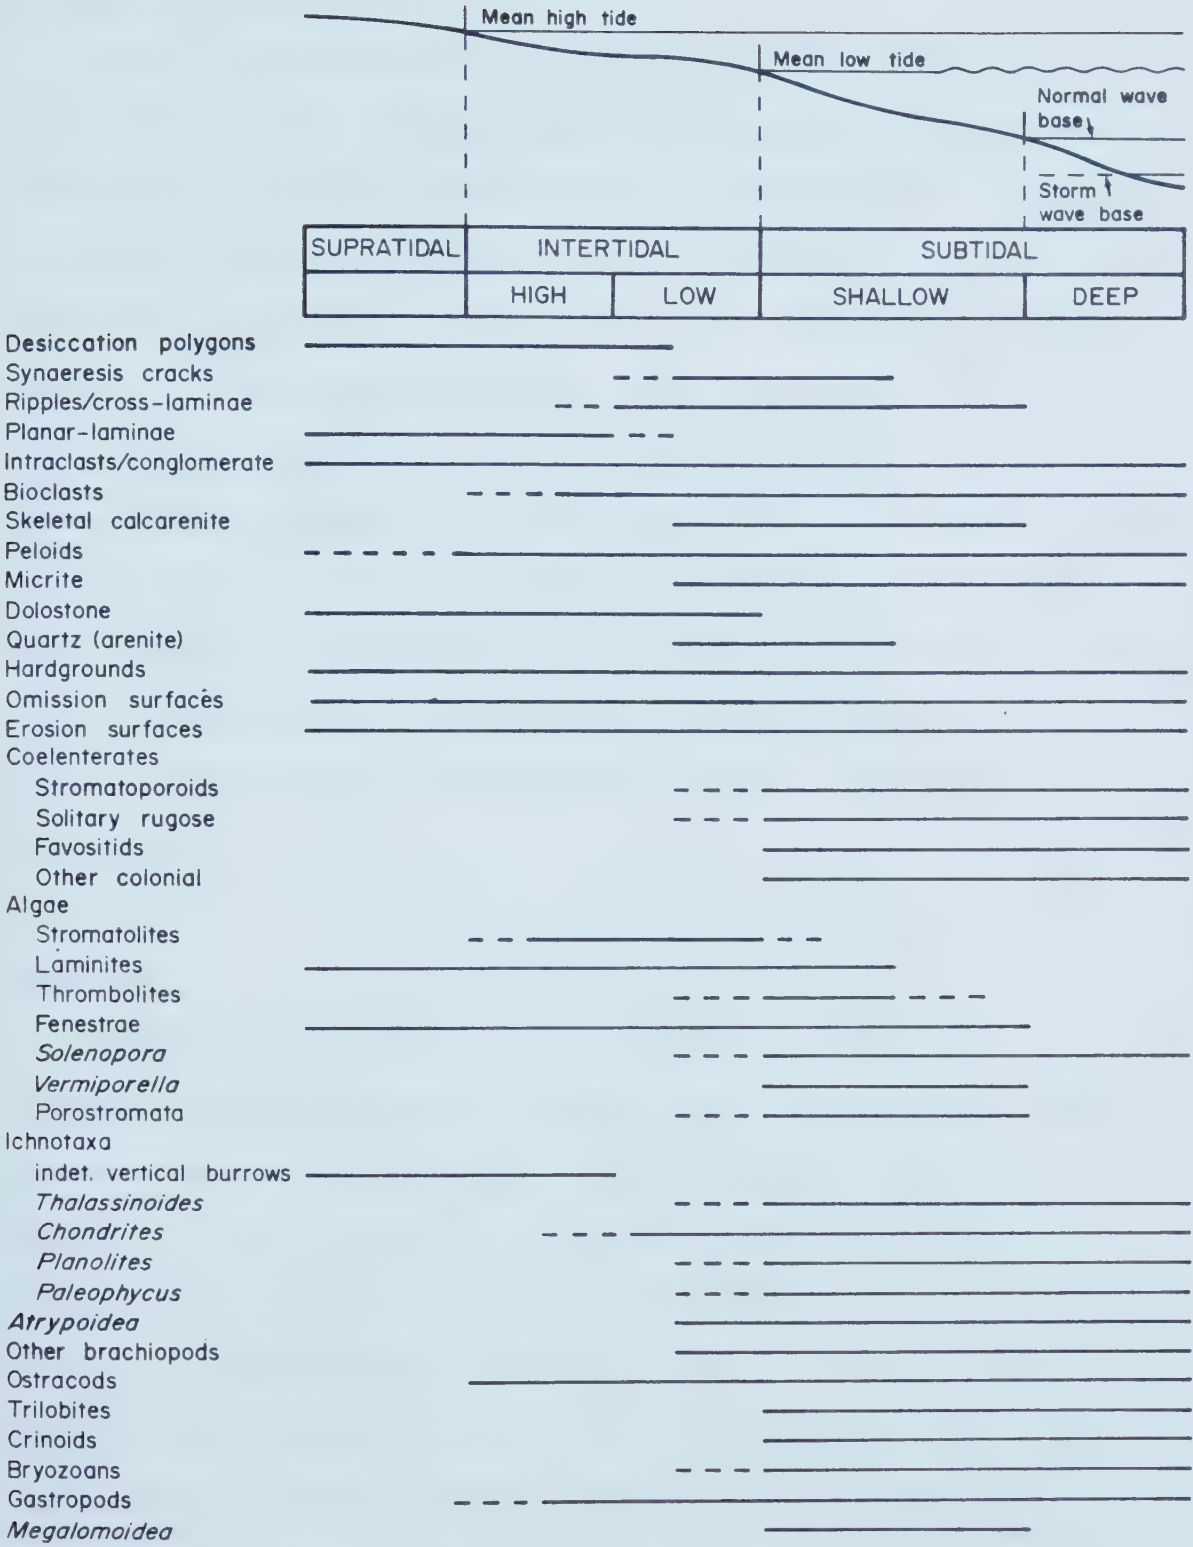 Mean high tide
Mean low tide
Normal wave
base
Storm
wave base
SUPRATIDAL INTERTIDAL SUBTIDAL
HIGH LOW SHALLOW DEEP
Desiccation polygons
Synaeresis cracks
Ripples/cross-laminae
Planar-laminae
Intraclasts/conglomerate
Bioclasts
Skeletal calcarenite
Peloids
Micrite
Dolostone
Quartz (arenite)
Hardgrounds
Omission surfaces
Erosion surfaces
Coelenterates
Stromatoporoids
Solitary rugose
Favositids
Other colonial
Algae
Stromatolites
Laminites
Thrombolites
Fenestrae
Solenopora
Vermiporella
Porostromata
Ichnotaxa
indet. vertical burrows
Thalassinoides
Chondrites
Planolites
Paleophycus
Atrypoidea
Other brachiopods
Ostracods
Trilobites
Crinoids
Bryozoans
Gastropods
Megalomoidea